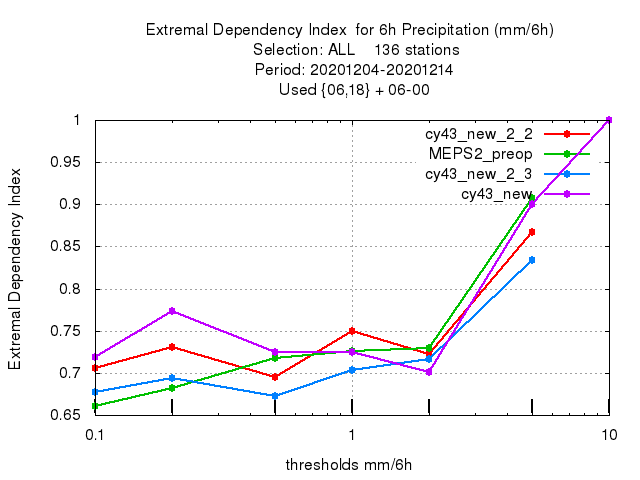 Extremal Dependency Index  for 6h Precipitation (mm/6h)
Selection: ALL    136 stations
Period: 20201204-20201214
Used {06,18} + 06-00
cy43_new_2_2
MEPS2_preop
cy43_new_2_3
cy43_new
Extremal Dependency Index
1
0.95
0.9
0.85
0.8
0.75
0.7
0.65
0.1
1
10
thresholds mm/6h